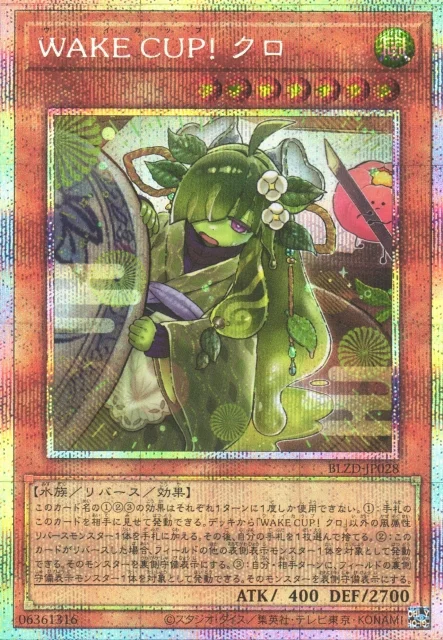 WAKE CUP! クロ
BLZD-JP028
【水族／リバース／効果】
このカード名の①②③の効果はそれぞれ1ターンに1度しか使用できない。①：手札の
このカードを相手に見せて発動できる。デッキから「WAKE CUP! クロ」以外の風属性
リバースモンスター1体を手札に加える。その後、自分の手札を1枚選んで捨てる。②：この
カードがリバースした場合、フィールドの他の表側表示モンスター1体を対象として発動
できる。そのモンスターを裏側守備表示にする。③：自分・相手ターンに、フィールドの裏側
守備表示モンスター1体を対象として発動できる。そのモンスターを表側守備表示にする。
ATK/ 400 DEF/2700
06361316
©スタジオ・ダイス／集英社・テレビ東京・KONAMI